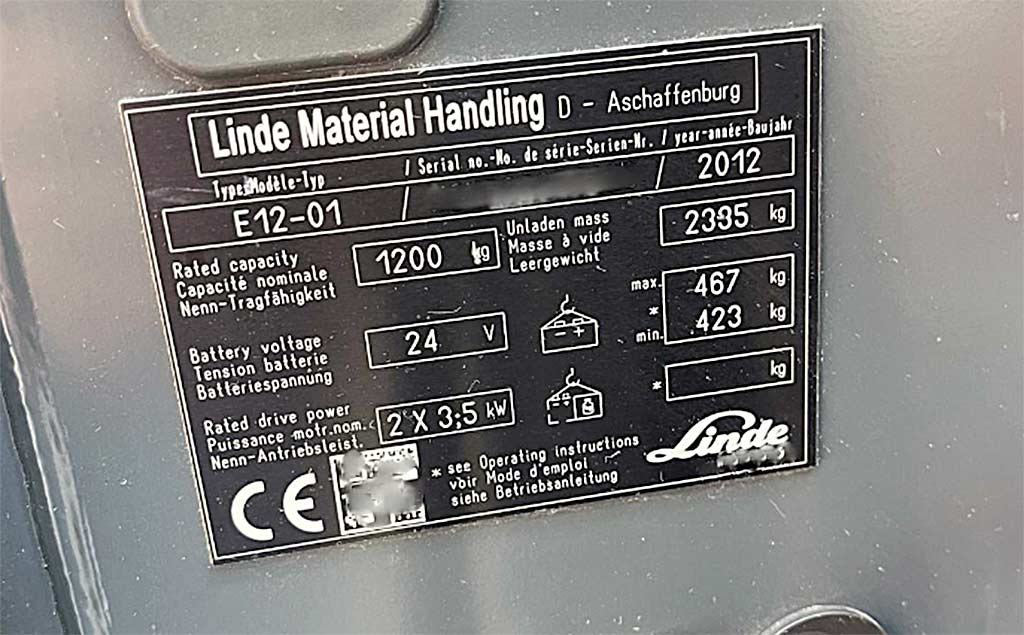 Linde Material Handling D - Aschaffenburg
Type-Modèle-Typ / Serial no.-No. de série-Serien-Nr. / year-année-Baujahr
E12-01 / / 2012
Rated capacity
Capacité nominale
Nenn-Tragfähigkeit
1200 kg
Unladen mass
Masse à vide
Leergewicht
2385 kg
Battery voltage
Tension batterie
Batteriespannung
24 V
- +
max. 467 kg
*
min. 423 kg
Rated drive power
Puissance motr.nom.
Nenn-Antriebsleist.
2 X 3,5 kW
* kg
CE
* see Operating instructions
voir Mode d'emploi
siehe Betriebsanleitung
Linde